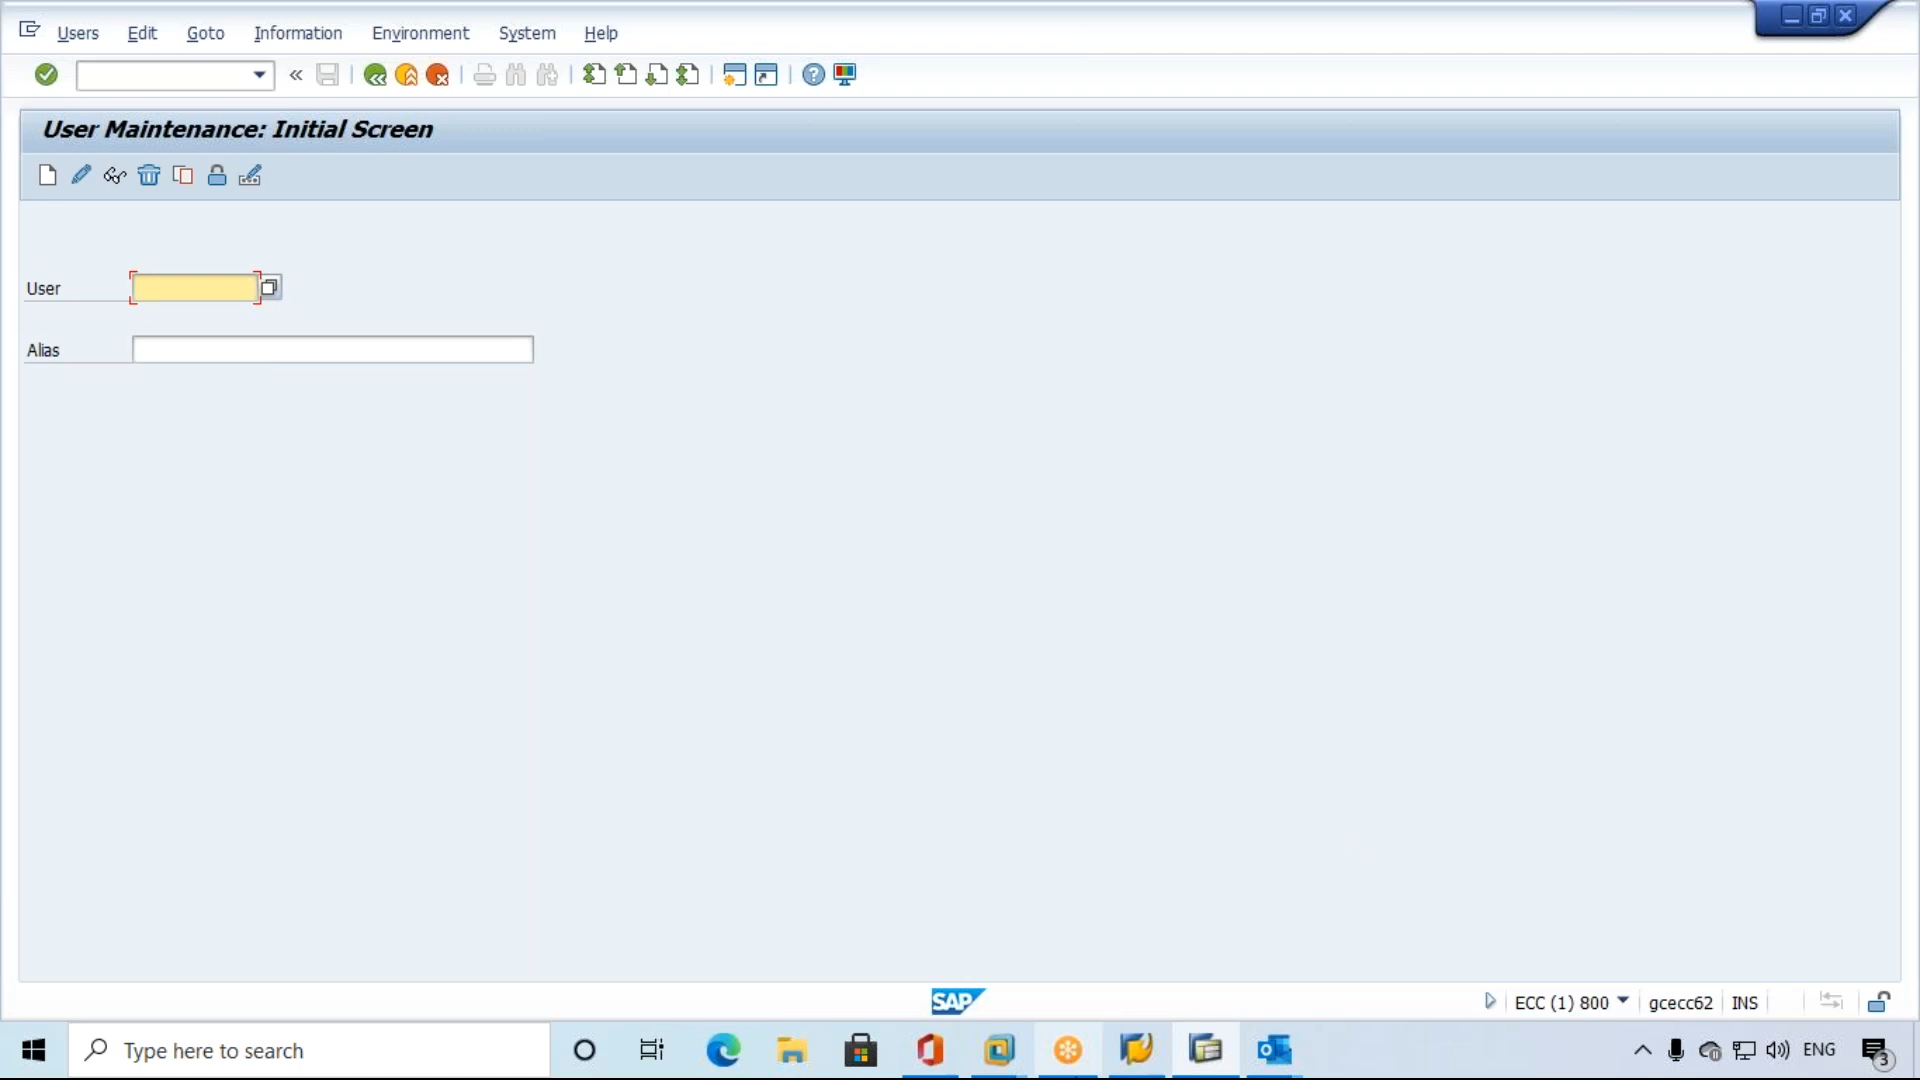 Users Edit Goto Information Environment System Help
User Maintenance: Initial Screen
User
Alias
SAP
ECC (1) 800 gcecc62 INS
Type here to search
ENG
3